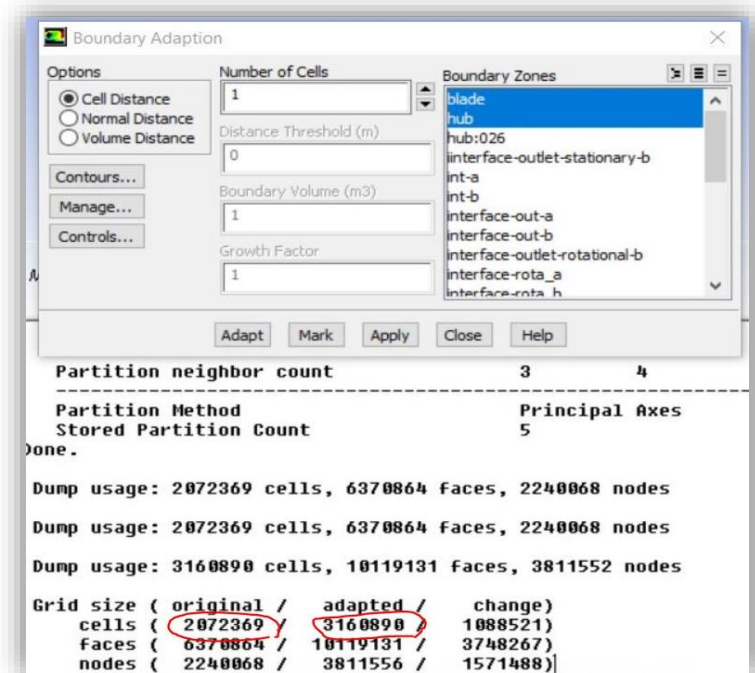 Boundary Adaption
Options
Cell Distance
Normal Distance
Volume Distance
Contours...
Manage...
Controls...
Number of Cells
1
Distance Threshold (m)
0
Boundary Volume (m3)
1
Growth Factor
1
Boundary Zones
blade
hub
hub:026
iinterface-outlet-stationary-b
int-a
int-b
interface-out-a
interface-out-b
interface-outlet-rotational-b
interface-rota_a
interface-rota_b
Adapt Mark Apply Close Help
Partition neighbor count 3 4
Partition Method Principal Axes
Stored Partition Count 5
Done.
Dump usage: 2072369 cells, 6370864 faces, 2240068 nodes
Dump usage: 2072369 cells, 6370864 faces, 2240068 nodes
Dump usage: 3160890 cells, 10119131 faces, 3811552 nodes
Grid size ( original / adapted / change)
cells ( 2072369 / 3160890 / 1088521)
faces ( 6370864 / 10119131 / 3748267)
nodes ( 2240068 / 3811556 / 1571488)